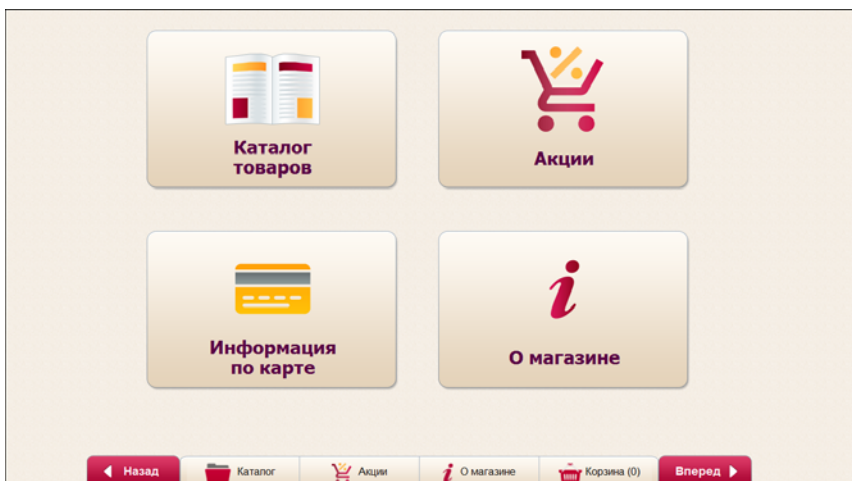 Каталог
товаров
Акции
Информация
по карте
О магазине
Назад Каталог Акции О магазине Корзина (0) Вперед